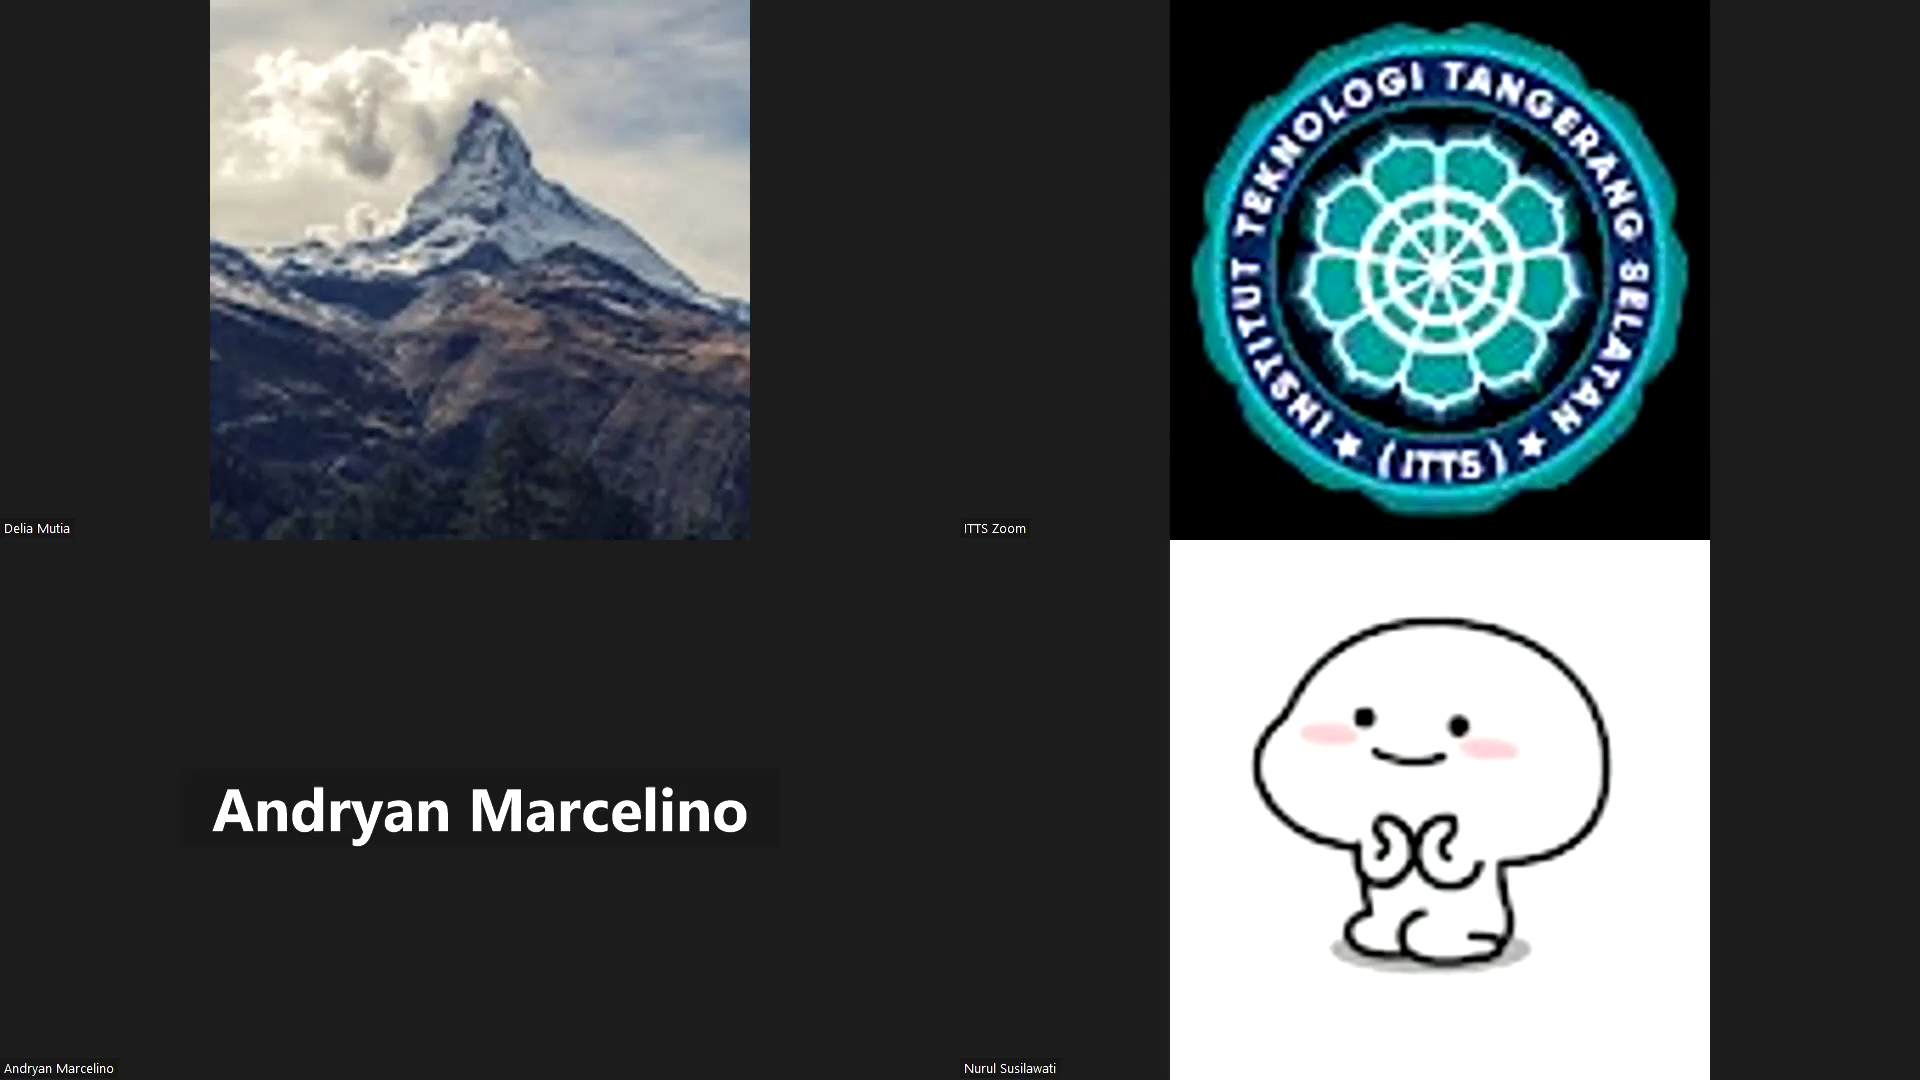 INSTITUT TEKNOLOGI TANGERANG SELATAN
( ITTS )
Delia Mutia
ITTS Zoom
Andryan Marcelino
Andryan Marcelino
Nurul Susilawati